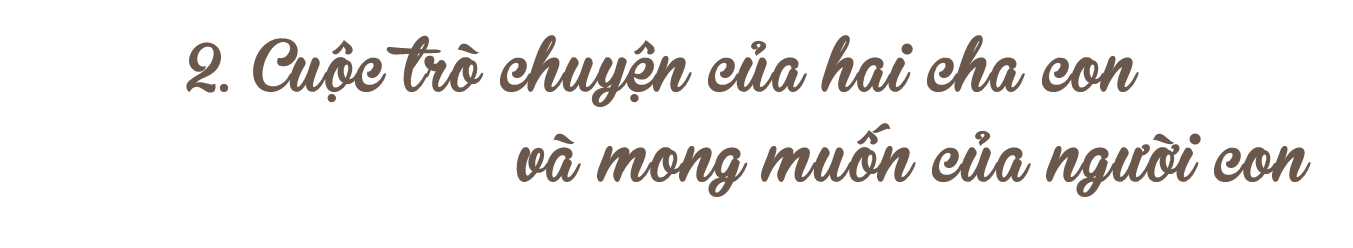 2. Cuộc trò chuyện của hai cha con
và mong muốn của người con